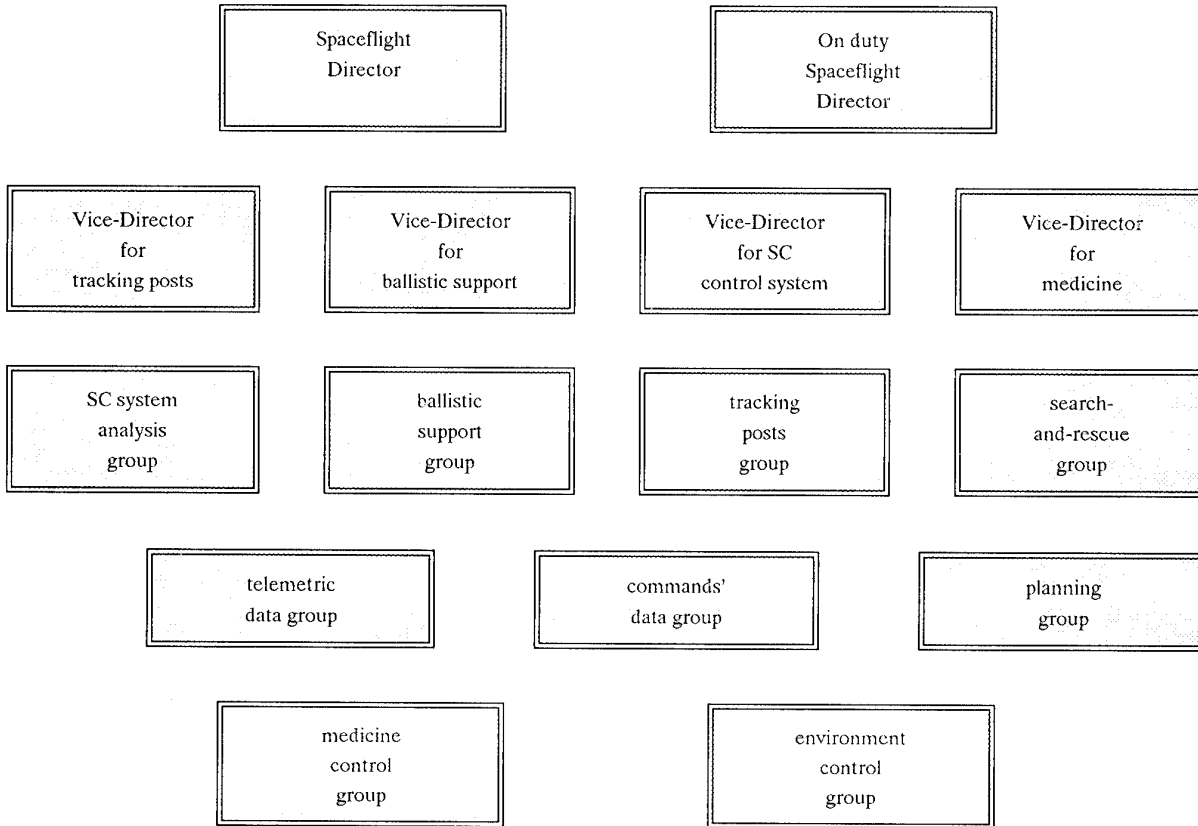 Spaceflight
Director
On duty
Spaceflight
Director
Vice-Director
for
tracking posts
Vice-Director
for
ballistic support
Vice-Director
for SC
control system
Vice-Director
for
medicine
SC system
analysis
group
ballistic
support
group
tracking
posts
group
search-
and-rescue
group
telemetric
data group
commands'
data group
planning
group
medicine
control
group
environment
control
group